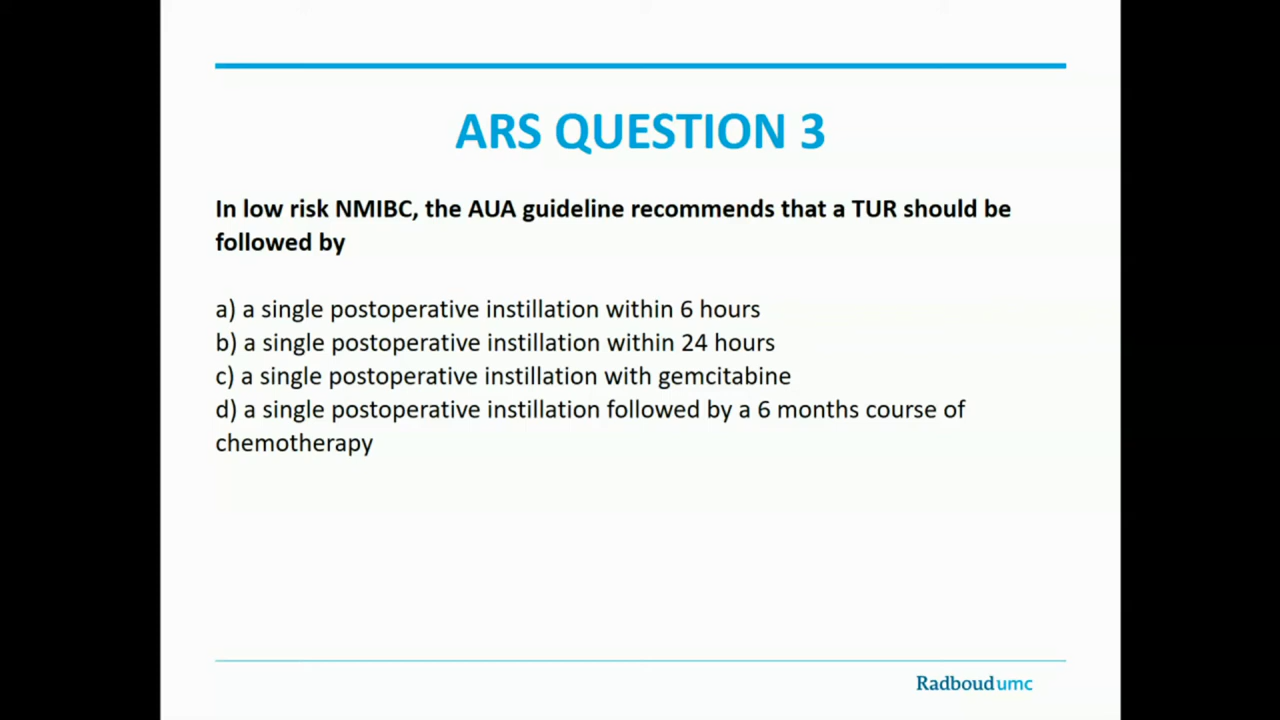 ARS QUESTION 3
In low risk NMIBC, the AUA guideline recommends that a TUR should be
followed by
a) a single postoperative instillation within 6 hours
b) a single postoperative instillation within 24 hours
c) a single postoperative instillation with gemcitabine
d) a single postoperative instillation followed by a 6 months course of
chemotherapy
Radboudumc